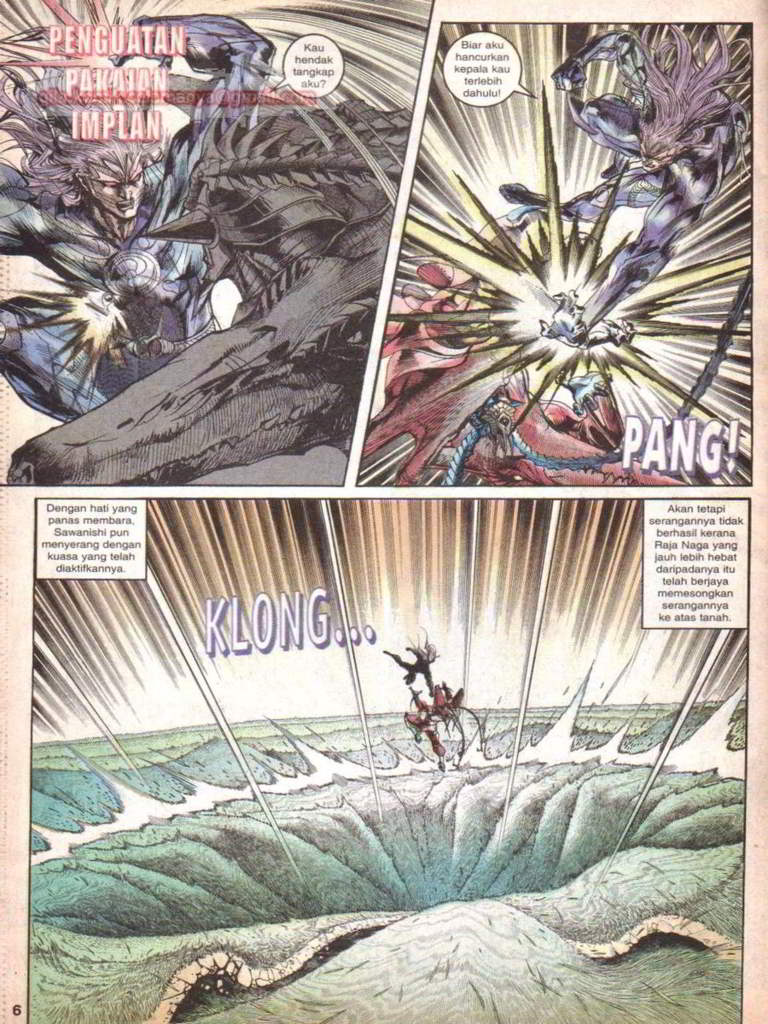 PENGUATAN
PAKAIAN
IMPLAN
Kau
hendak
tangkap
aku?
Biar aku
hancurkan
kepala kau
terlebih
dahulu!
PANG!
Dengan hati yang
panas membara,
Sawanishi pun
menyerang dengan
kuasa yang telah
diaktifkannya.
Akan tetapi
serangannya tidak
berhasil kerana
Raja Naga yang
jauh lebih hebat
daripadanya itu
telah berjaya
memesongkan
serangannya
ke atas tanah.
KLONG...
6